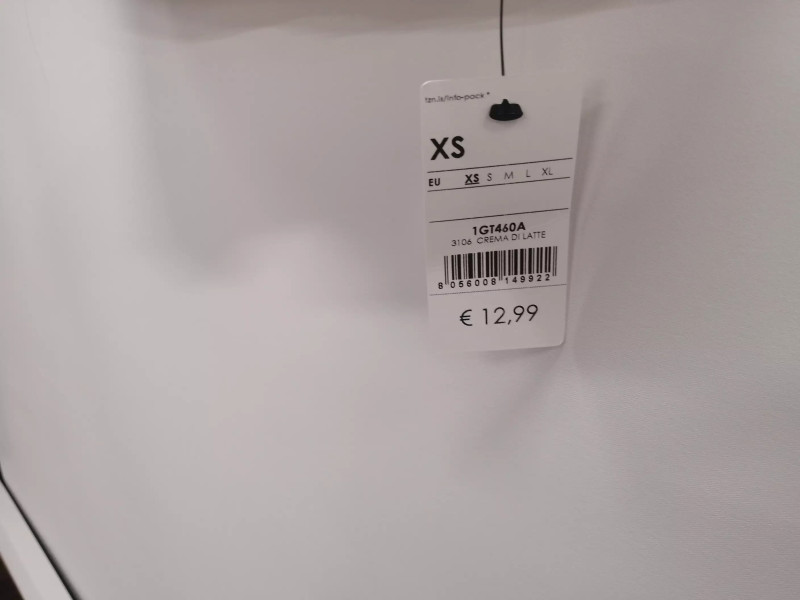 tzn.is/info-pack *
XS
EU XS S M L XL
1GT460A
3106 CREMA DI LATTE
8 056008 149922
€ 12,99